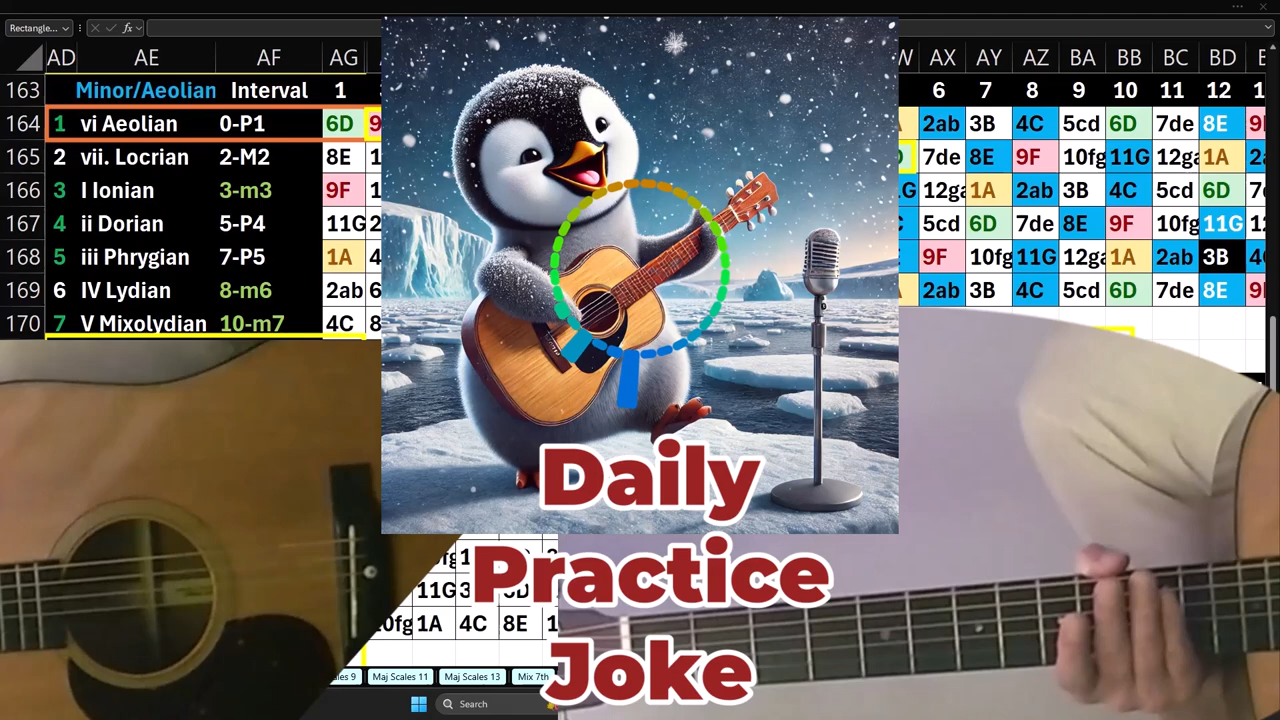 Rectangle...
fx
AD AE AF AG
AX AY AZ BA BB BC BD
163 Minor/Aeolian Interval 1 6 7 8 9 10 11 12
164 1 vi Aeolian 0-P1 6D 2ab 3B 4C 5cd 6D 7de 8E
165 2 vii. Locrian 2-M2 8E 7de 8E 9F 10fg 11G 12ga 1A
166 3 I Ionian 3-m3 9F 12ga 1A 2ab 3B 4C 5cd 6D
167 4 ii Dorian 5-P4 11G 5cd 6D 7de 8E 9F 10fg 11G
168 5 iii Phrygian 7-P5 1A 9F 10fg 11G 12ga 1A 2ab 3B
169 6 IV Lydian 8-m6 2ab 2ab 3B 4C 5cd 6D 7de 8E
170 7 V Mixolydian 10-m7 4C
Daily
Practice
Joke
11G
10fg 1A 4C 8E
Maj Scales 11 Maj Scales 13 Mix 7th
Search